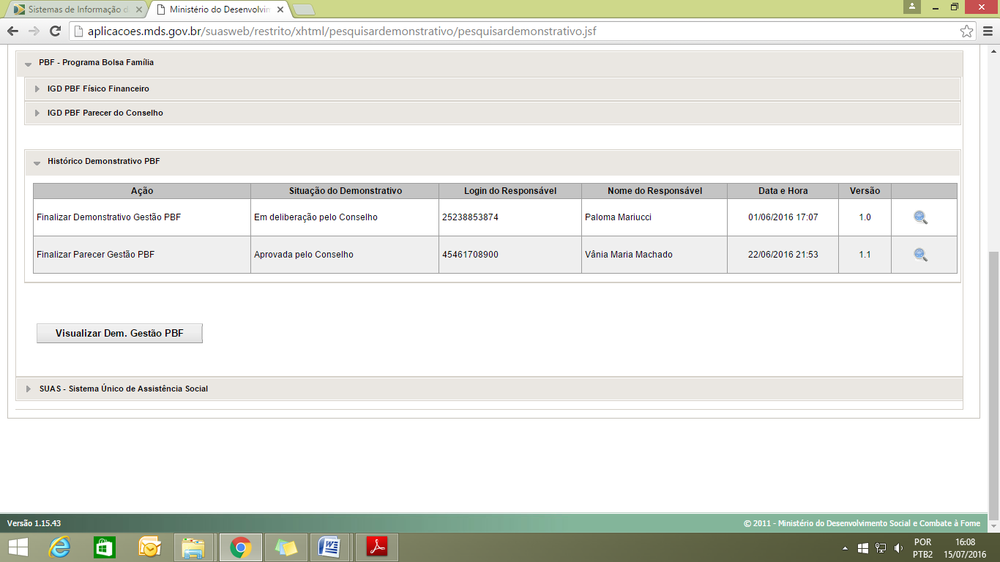 Sistemas de Informação d
Ministério do Desenvolvim
aplicacoes.mds.gov.br/suasweb/restrito/xhtml/pesquisardemonstrativo/pesquisardemonstrativo.jsf
PBF - Programa Bolsa Família
IGD PBF Físico Financeiro
IGD PBF Parecer do Conselho
Histórico Demonstrativo PBF
Ação Situação do Demonstrativo Login do Responsável Nome do Responsável Data e Hora Versão
Finalizar Demonstrativo Gestão PBF Em deliberação pelo Conselho 25238853874 Paloma Mariucci 01/06/2016 17:07 1.0
Finalizar Parecer Gestão PBF Aprovada pelo Conselho 45461708900 Vânia Maria Machado 22/06/2016 21:53 1.1
Visualizar Dem. Gestão PBF
SUAS - Sistema Único de Assistência Social
Versão 1.15.43 © 2011 - Ministério do Desenvolvimento Social e Combate à Fome
POR 16:08
PTB2 15/07/2016